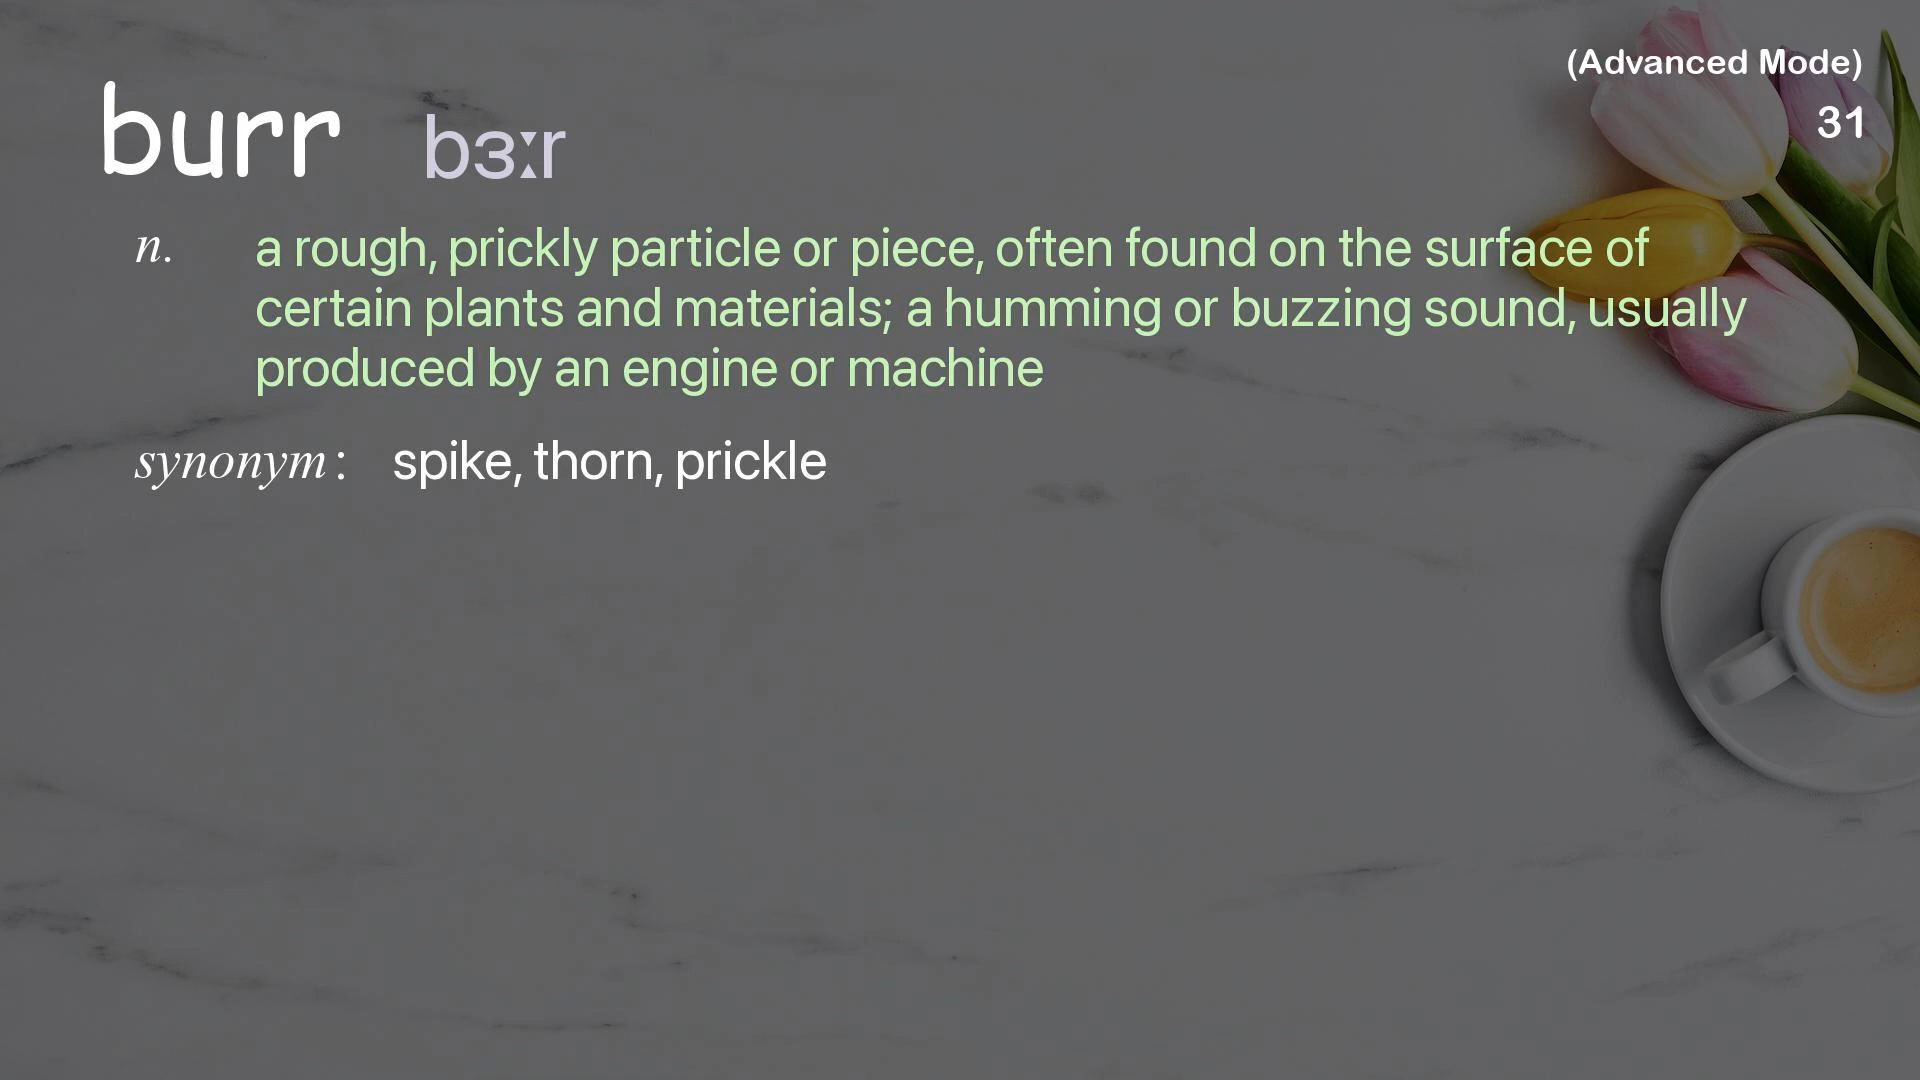 (Advanced Mode)
31
burr bɜːr
n. a rough, prickly particle or piece, often found on the surface of
certain plants and materials; a humming or buzzing sound, usually
produced by an engine or machine
synonym: spike, thorn, prickle